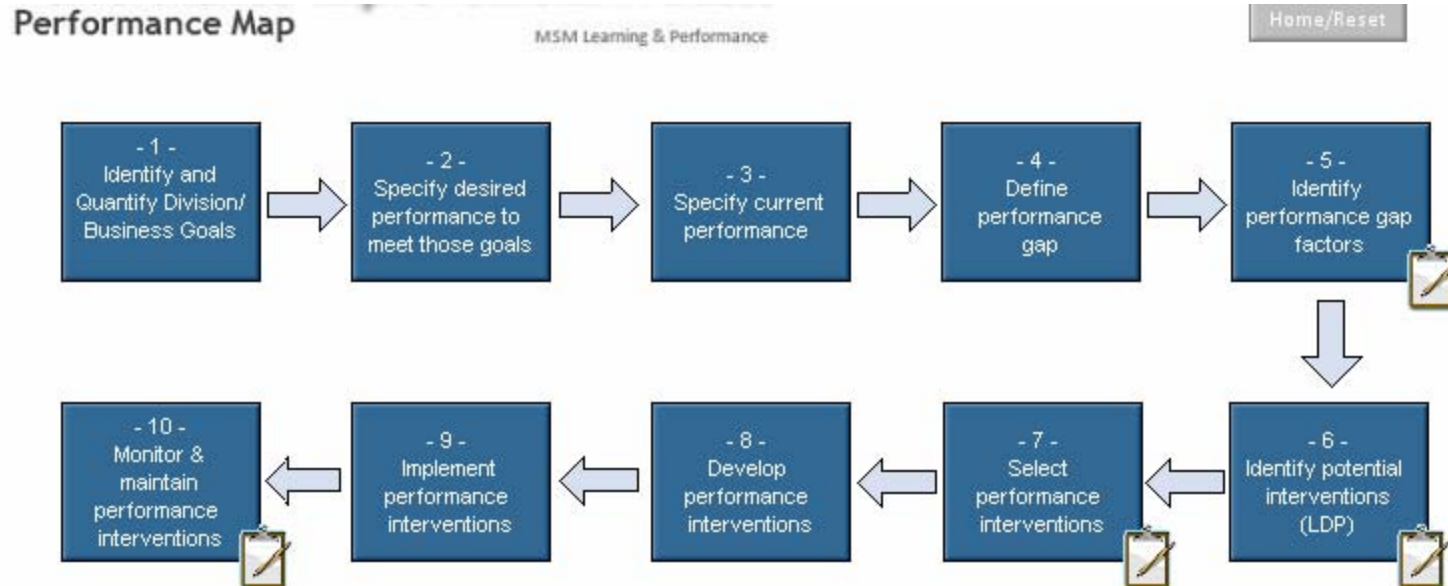 Performance Map
MSM Learning & Performance
Home/Reset
- 1 -
Identify and
Quantify Division/
Business Goals
- 2 -
Specify desired
performance to
meet those goals
- 3 -
Specify current
performance
- 4 -
Define
performance
gap
- 5 -
Identify
performance gap
factors
- 6 -
Identify potential
interventions
(LDP)
- 7 -
Select
performance
interventions
- 8 -
Develop
performance
interventions
- 9 -
Implement
performance
interventions
- 10 -
Monitor &
maintain
performance
interventions